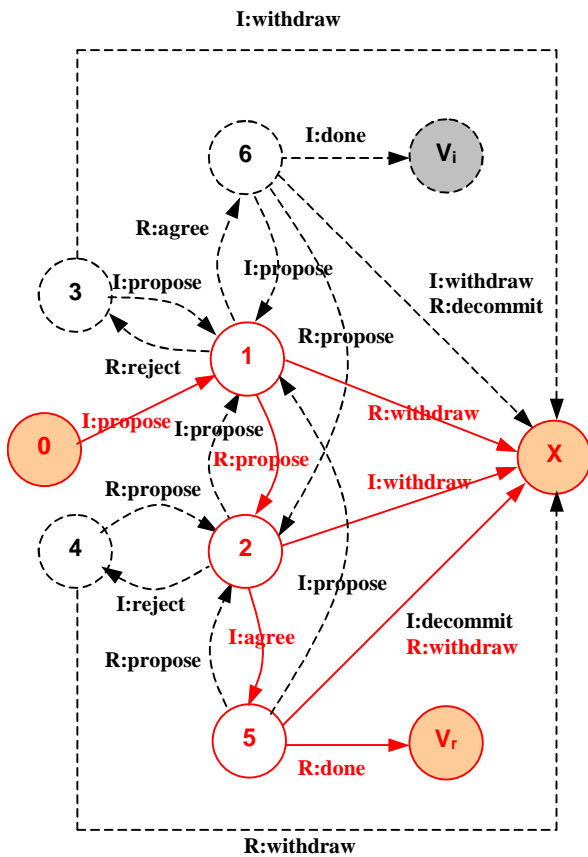 I:withdraw
I:done
6
Vi
R:agree
I:propose
I:withdraw
R:decommit
3
I:propose
R:propose
R:reject
1
I:propose
R:withdraw
0
I:propose
R:propose
X
R:propose
I:withdraw
4
2
I:reject
I:propose
I:agree
I:decommit
R:withdraw
R:propose
5
Vr
R:done
R:withdraw